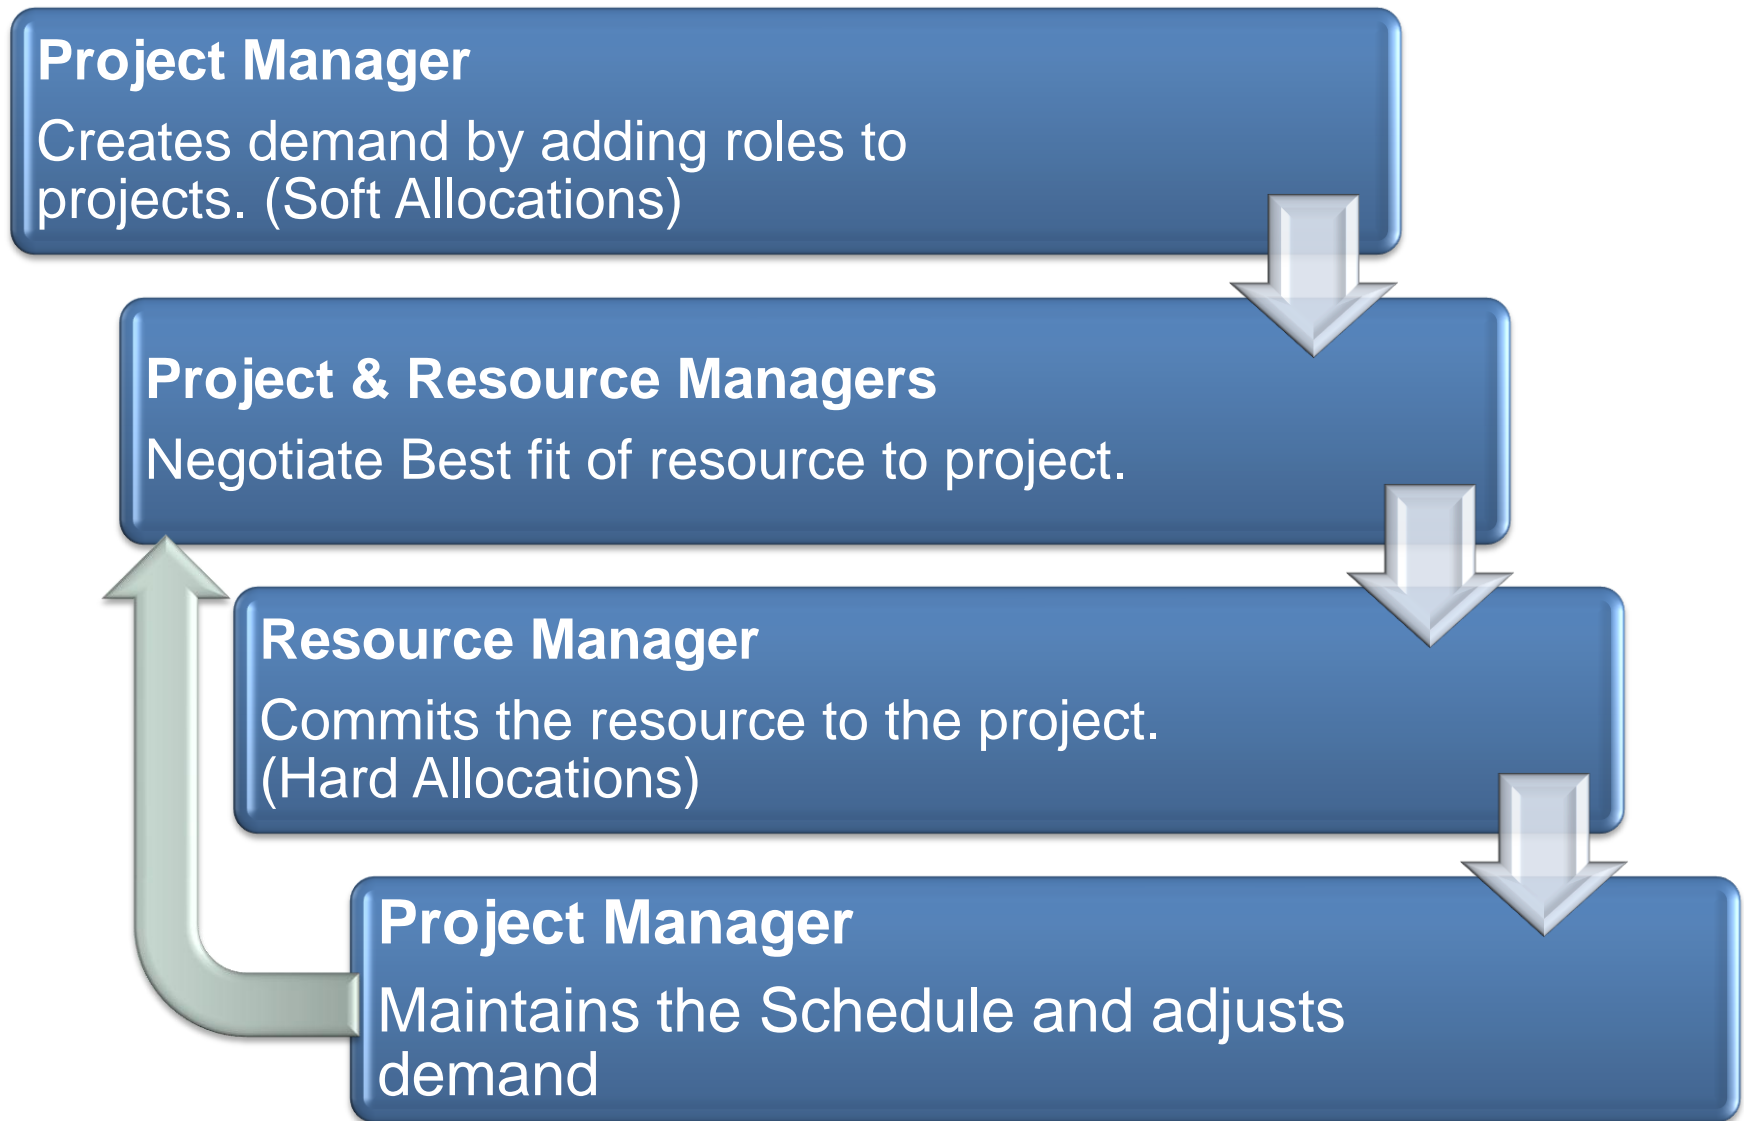 Project Manager
Creates demand by adding roles to
projects. (Soft Allocations)
Project & Resource Managers
Negotiate Best fit of resource to project.
Resource Manager
Commits the resource to the project.
(Hard Allocations)
Project Manager
Maintains the Schedule and adjusts
demand